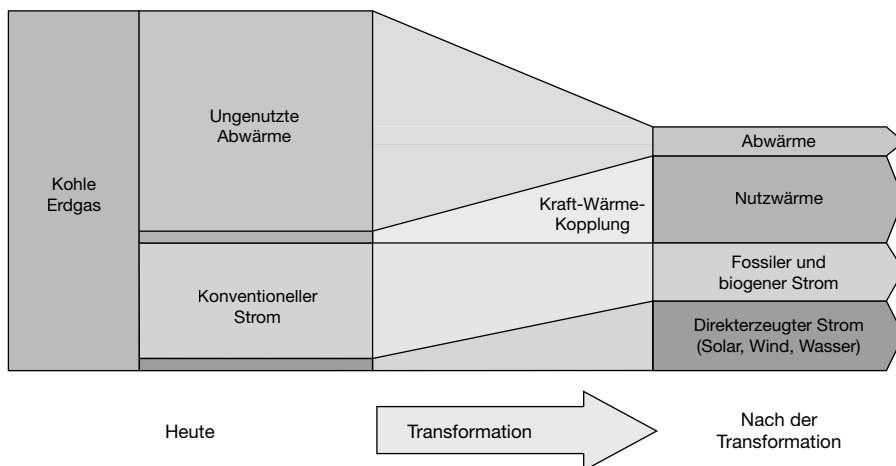 Kohle
Erdgas
Ungenutzte
Abwärme
Konventioneller
Strom
Kraft-Wärme-
Kopplung
Abwärme
Nutzwärme
Fossiler und
biogener Strom
Direkterzeugter Strom
(Solar, Wind, Wasser)
Heute
Transformation
Nach der
Transformation